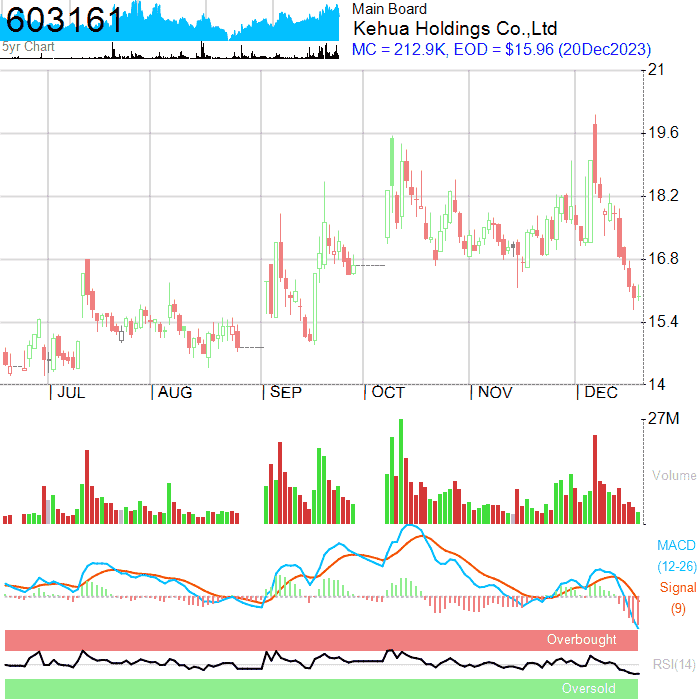 603161
5yr Chart
Main Board
Kehua Holdings Co.,Ltd
MC = 212.9K, EOD = $15.96 (20Dec2023)
21
19.6
18.2
16.8
15.4
14
JUL AUG SEP OCT NOV DEC
27M
Volume
MACD
(12-26)
Signal
(9)
Overbought
RSI(14)
Oversold